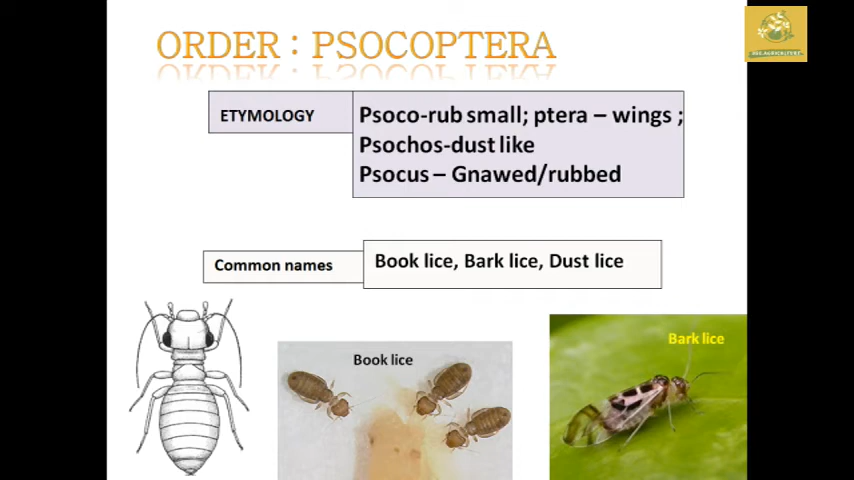 ORDER : PSOCOPTERA
ETYMOLOGY
Psoco-rub small; ptera – wings ;
Psochos-dust like
Psocus – Gnawed/rubbed
Common names
Book lice, Bark lice, Dust lice
Book lice
Bark lice